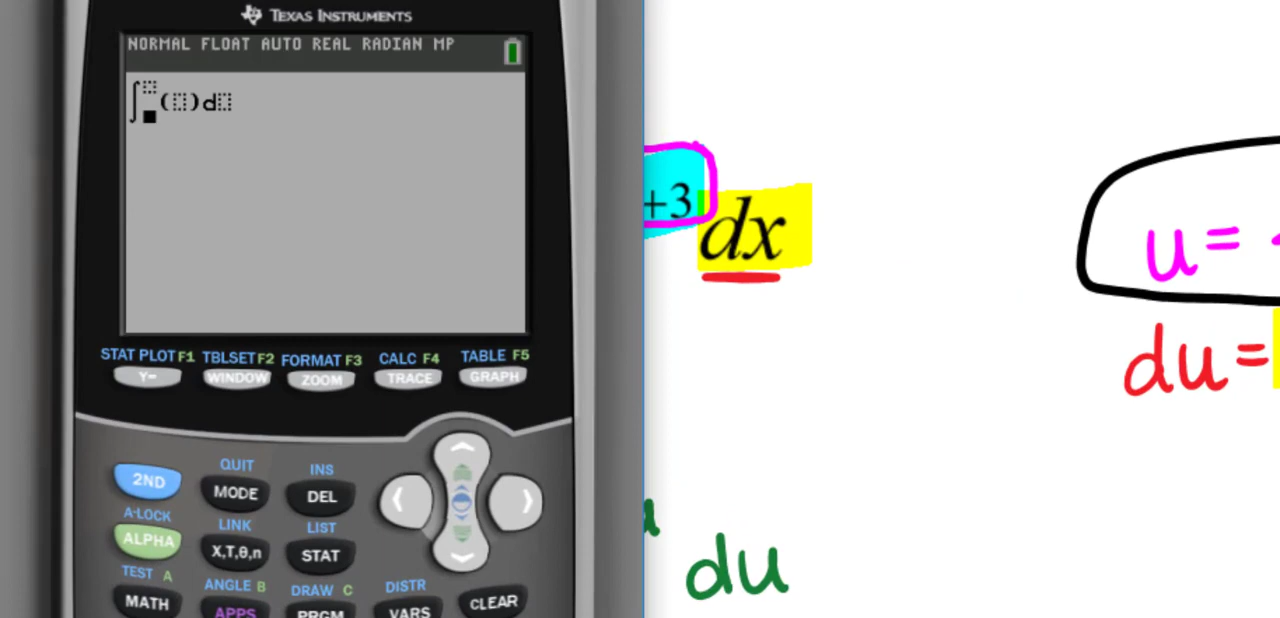 TEXAS INSTRUMENTS
NORMAL FLOAT AUTO REAL RADIAN MP
∫(□)d□
+3 dx
u=
du=
du
STAT PLOT F1 TBLSET F2 FORMAT F3 CALC F4 TABLE F5
Y= WINDOW ZOOM TRACE GRAPH
QUIT INS
2ND MODE DEL
A-LOCK LINK LIST
ALPHA X,T,θ,n STAT
TEST A ANGLE B DRAW C DISTR
MATH APPS PRGM VARS CLEAR